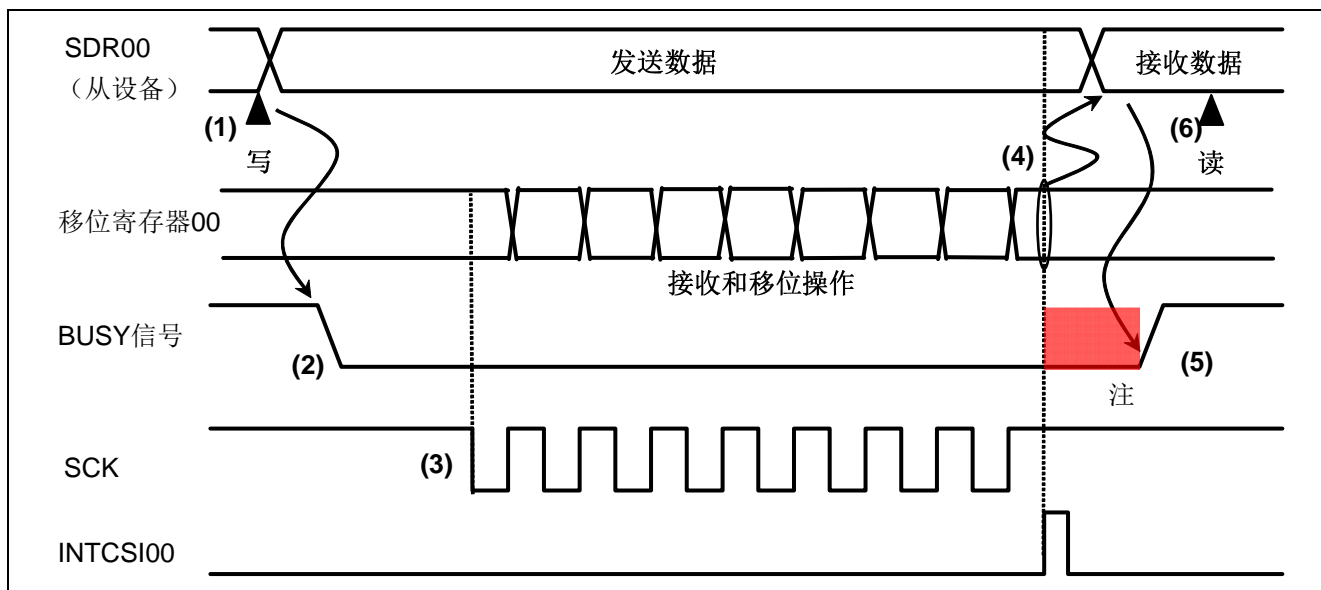 SDR00
（从设备）
发送数据
接收数据
(1)
写
(4)
(6)
读
移位寄存器00
接收和移位操作
BUSY信号
(2)
(5)
注
SCK
(3)
INTCSI00